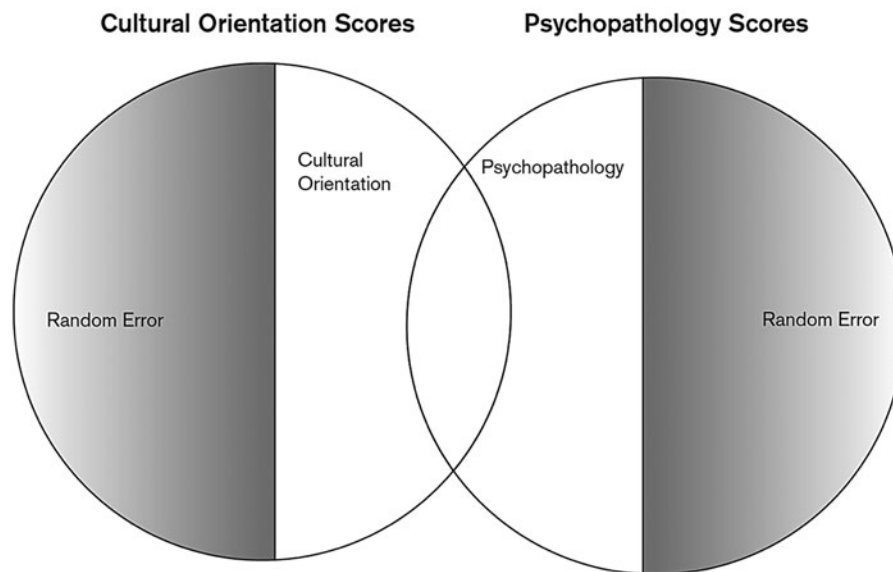 Cultural Orientation Scores
Psychopathology Scores
Cultural
Orientation
Psychopathology
Random Error
Random Error